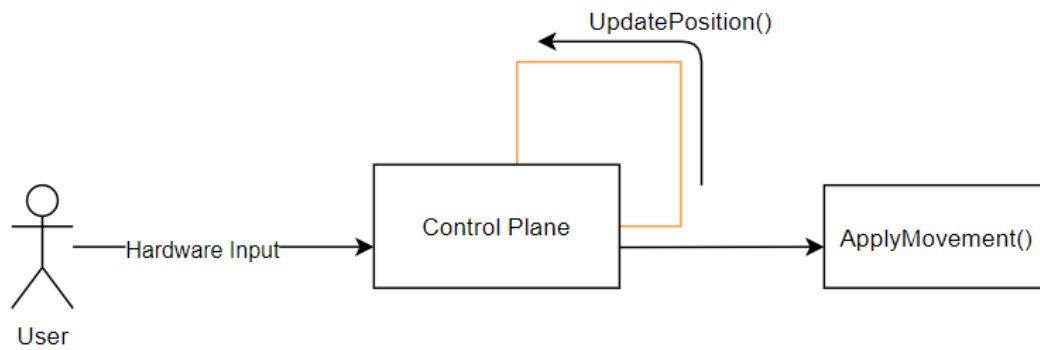 UpdatePosition()
Control Plane
Hardware Input
ApplyMovement()
User